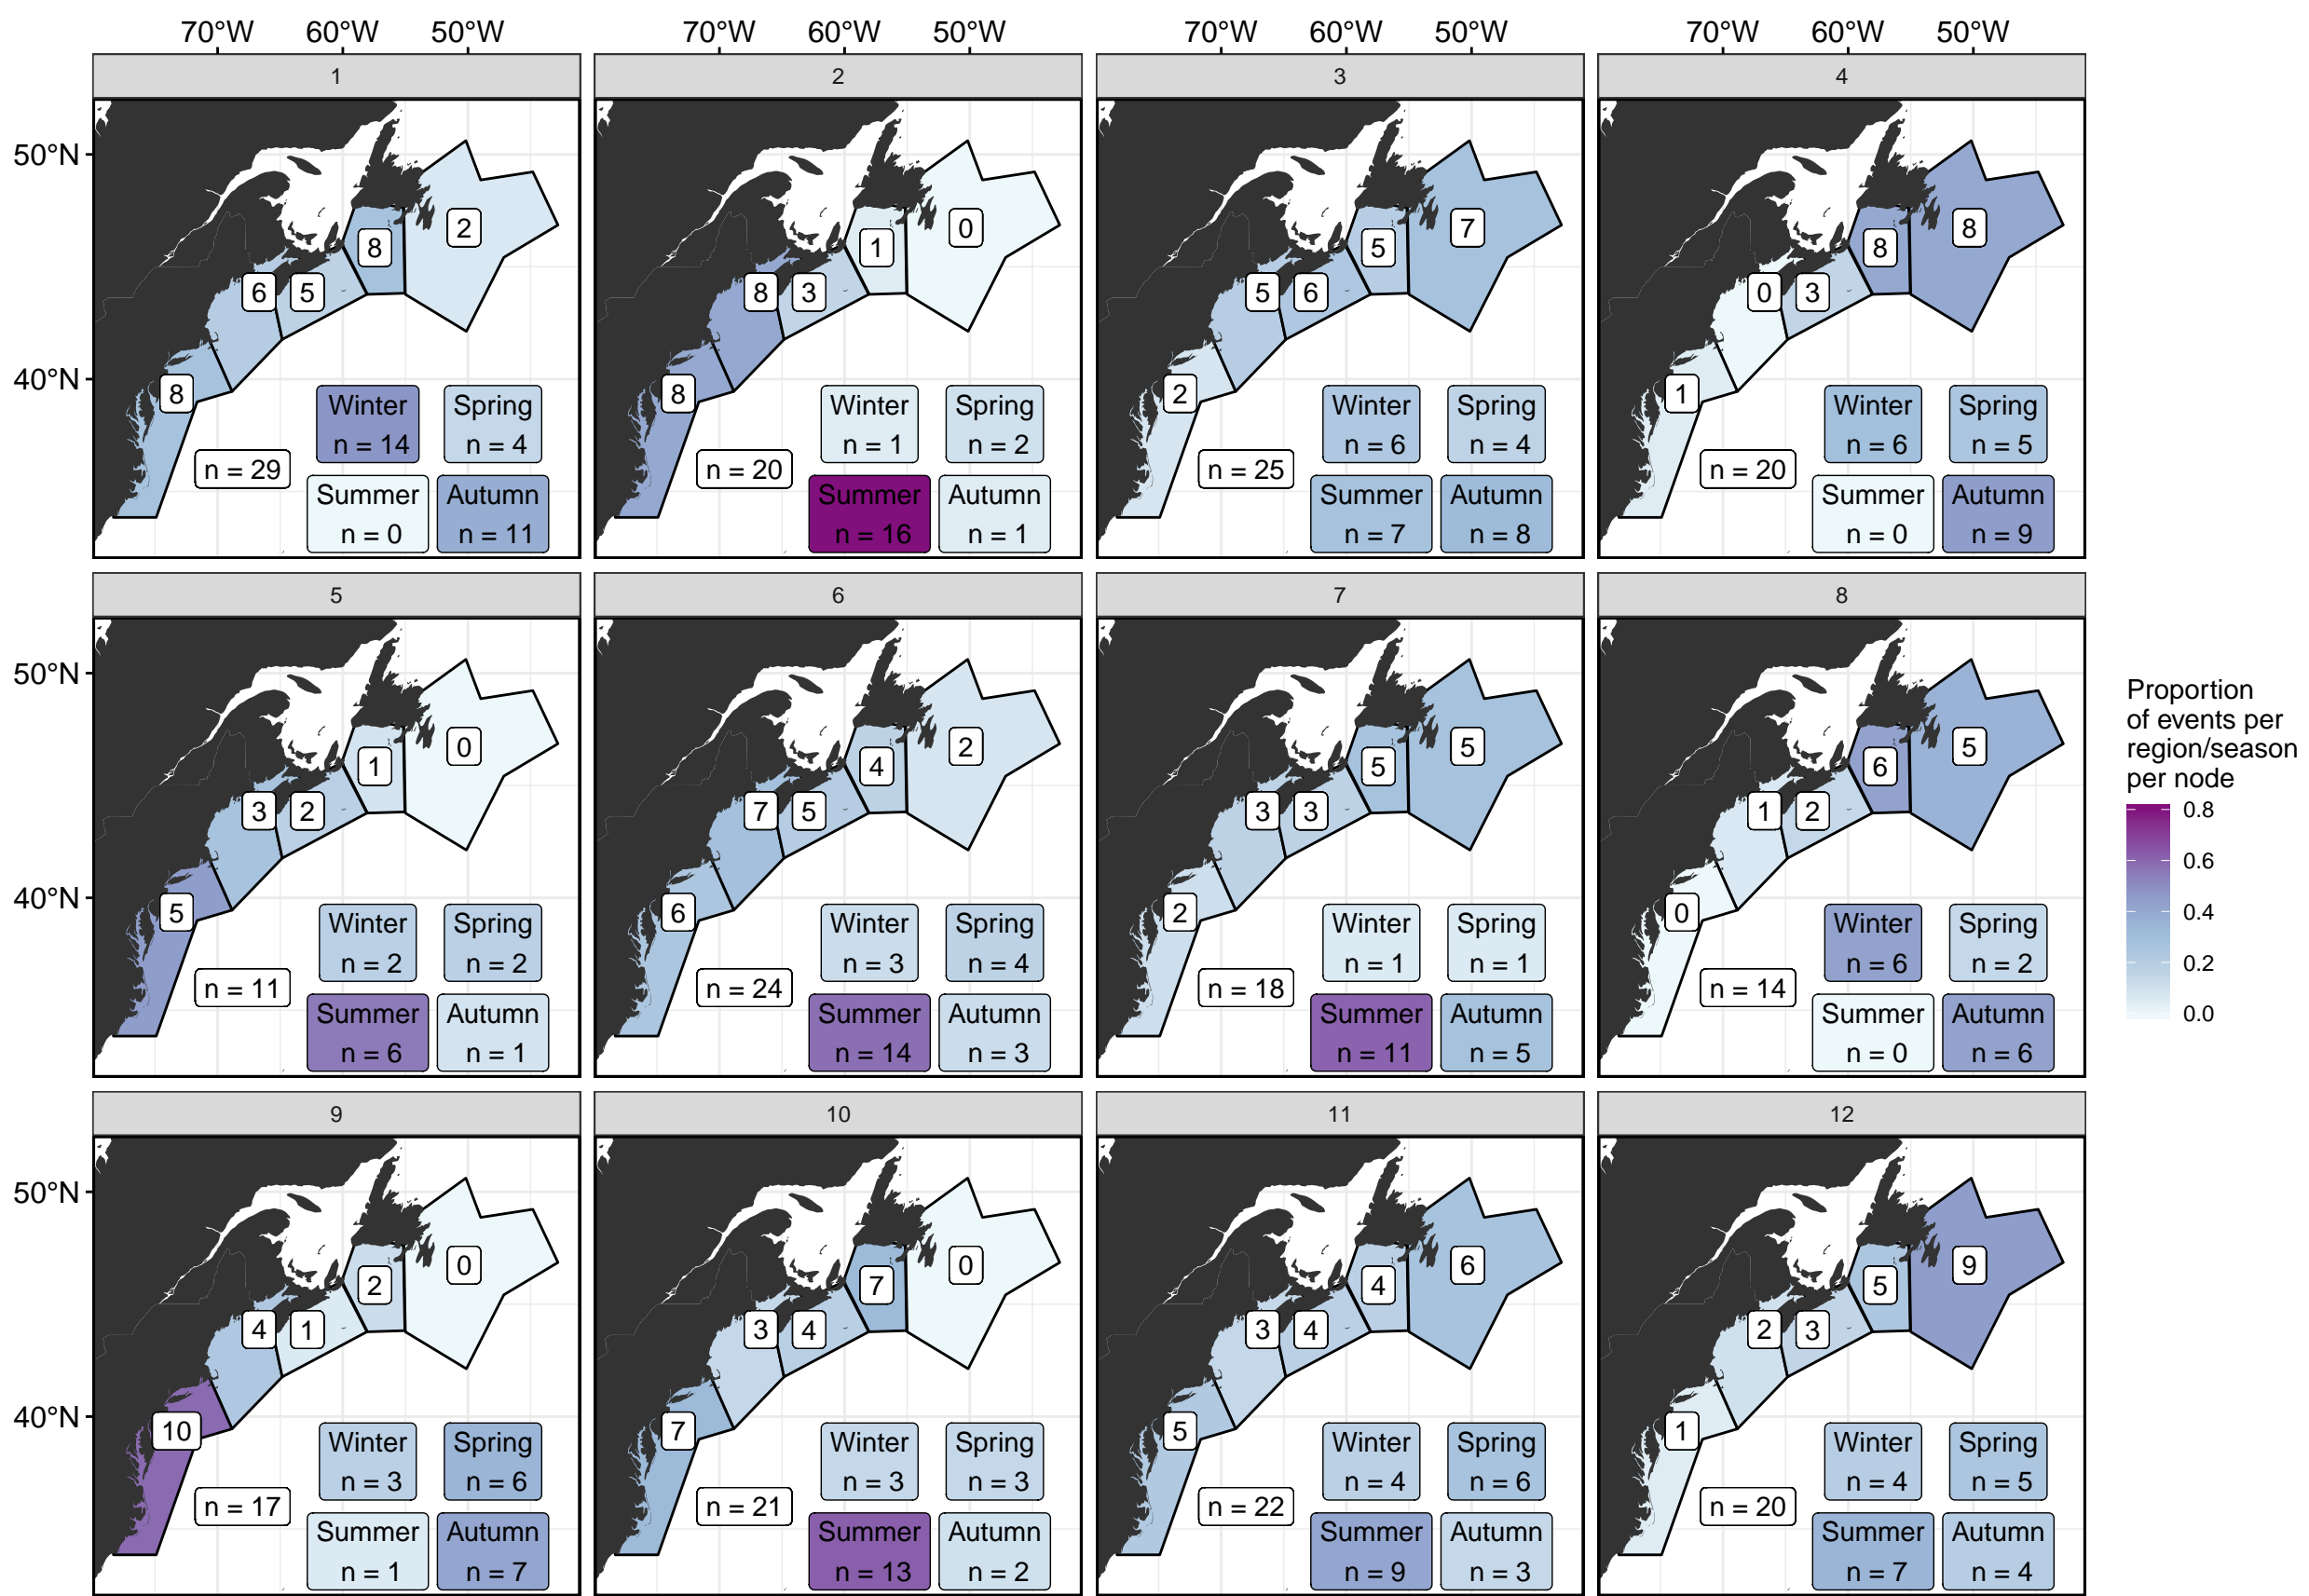 70°W 60°W 50°W 70°W 60°W 50°W 70°W 60°W 50°W 70°W 60°W 50°W
1 2 3 4
50°N
40°N
2
8
6 5
8
Winter n = 14
Spring n = 4
n = 29
Summer n = 0
Autumn n = 11
0
1
8 3
8
Winter n = 1
Spring n = 2
n = 20
Summer n = 16
Autumn n = 1
7
5
5 6
2
Winter n = 6
Spring n = 4
n = 25
Summer n = 7
Autumn n = 8
8
8
0 3
1
Winter n = 6
Spring n = 5
n = 20
Summer n = 0
Autumn n = 9
5 6 7 8
50°N
40°N
0
1
3 2
5
Winter n = 2
Spring n = 2
n = 11
Summer n = 6
Autumn n = 1
2
4
7 5
6
Winter n = 3
Spring n = 4
n = 24
Summer n = 14
Autumn n = 3
5
5
3 3
2
Winter n = 1
Spring n = 1
n = 18
Summer n = 11
Autumn n = 5
5
6
1 2
0
Winter n = 6
Spring n = 2
n = 14
Summer n = 0
Autumn n = 6
9 10 11 12
50°N
40°N
0
2
4 1
10
Winter n = 3
Spring n = 6
n = 17
Summer n = 1
Autumn n = 7
0
7
3 4
7
Winter n = 3
Spring n = 3
n = 21
Summer n = 13
Autumn n = 2
6
4
3 4
5
Winter n = 4
Spring n = 6
n = 22
Summer n = 9
Autumn n = 3
9
5
2 3
1
Winter n = 4
Spring n = 5
n = 20
Summer n = 7
Autumn n = 4
Proportion
of events per
region/season
per node
0.8
0.6
0.4
0.2
0.0